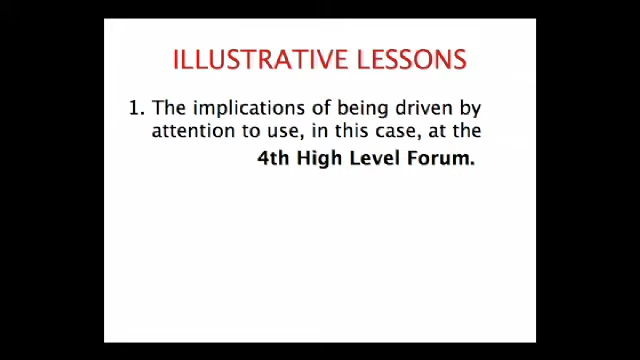 ILLUSTRATIVE LESSONS
1. The implications of being driven by
attention to use, in this case, at the
4th High Level Forum.